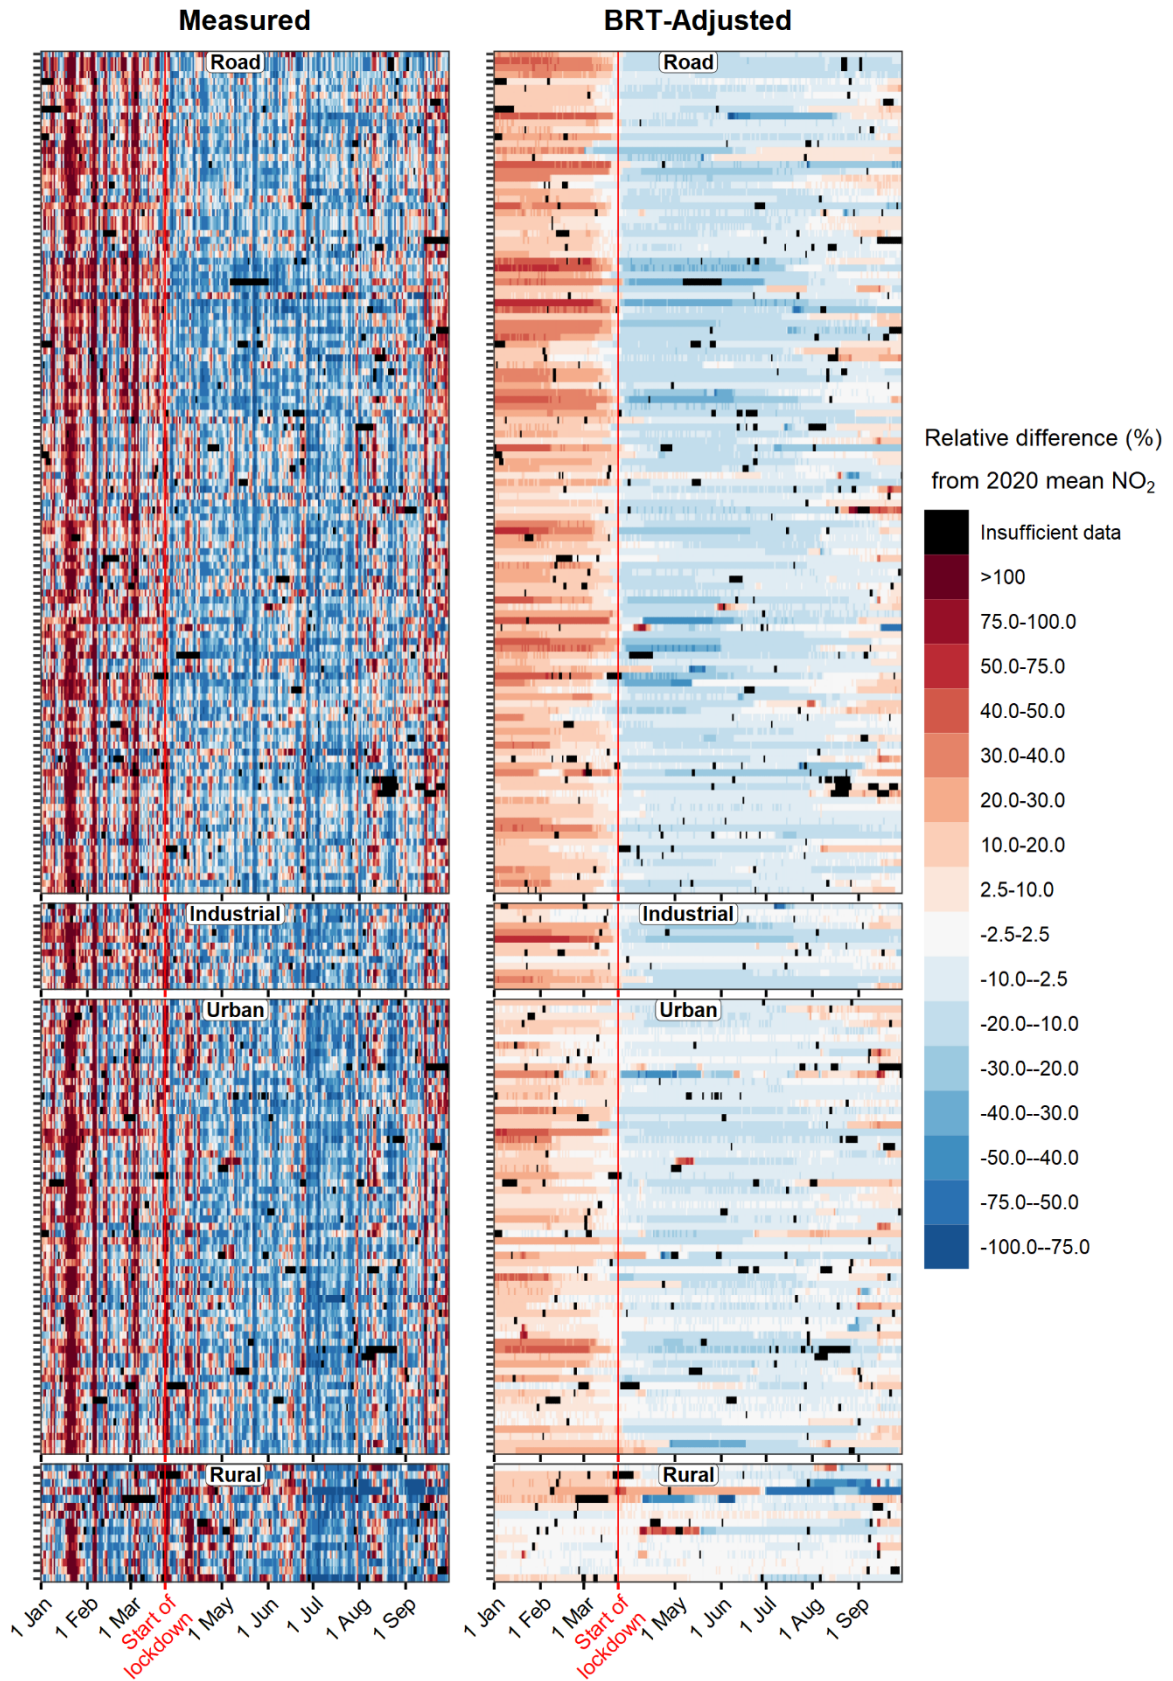 Measured
BRT-Adjusted
Road
Road
Industrial
Industrial
Urban
Urban
Rural
Rural
1 Jan
1 Feb
1 Mar
Start of
lockdown
1 May
1 Jun
1 Jul
1 Aug
1 Sep
1 Jan
1 Feb
1 Mar
Start of
lockdown
1 May
1 Jun
1 Jul
1 Aug
1 Sep
Relative difference (%)
from 2020 mean NO₂
Insufficient data
>100
75.0-100.0
50.0-75.0
40.0-50.0
30.0-40.0
20.0-30.0
10.0-20.0
2.5-10.0
-2.5-2.5
-10.0--2.5
-20.0--10.0
-30.0--20.0
-40.0--30.0
-50.0--40.0
-75.0--50.0
-100.0--75.0